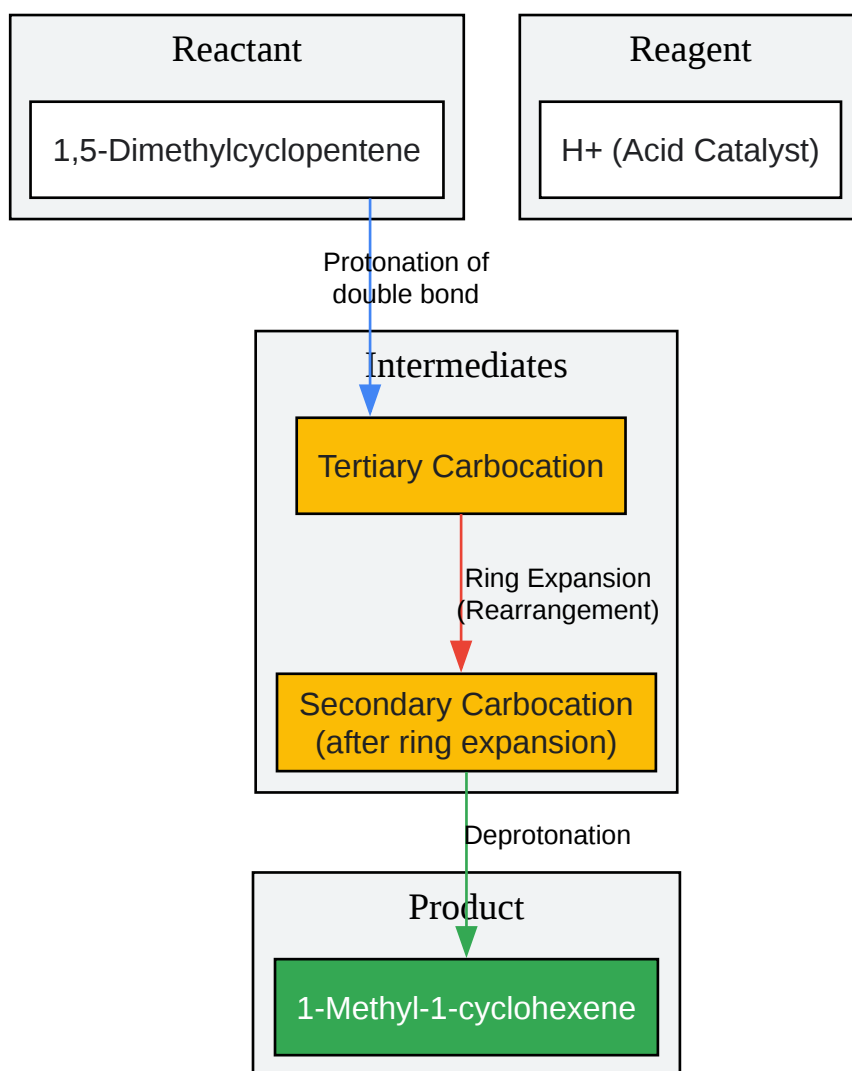 Reactant
Reagent
1,5-Dimethylcyclopentene
H+ (Acid Catalyst)
Protonation of
double bond
Intermediates
Tertiary Carbocation
Ring Expansion
(Rearrangement)
Secondary Carbocation
(after ring expansion)
Deprotonation
Product
1-Methyl-1-cyclohexene